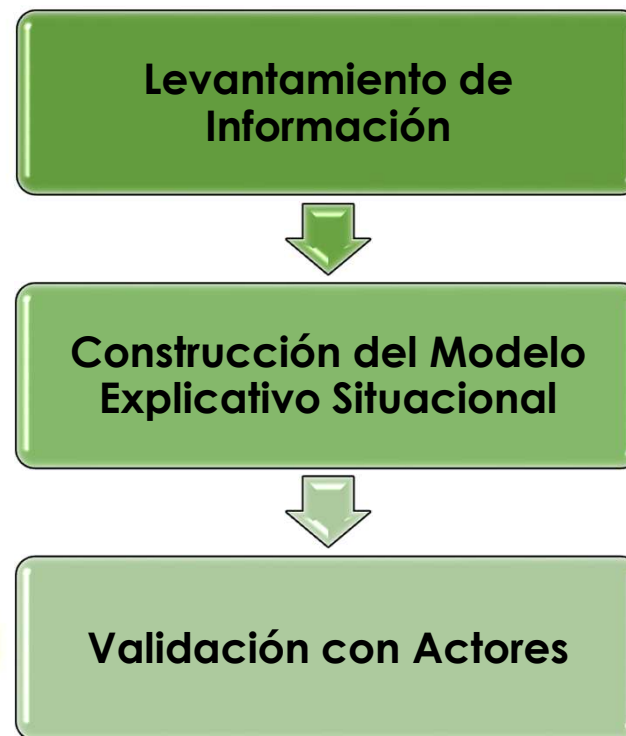 Levantamiento de
Información
Construcción del Modelo
Explicativo Situacional
Validación con Actores